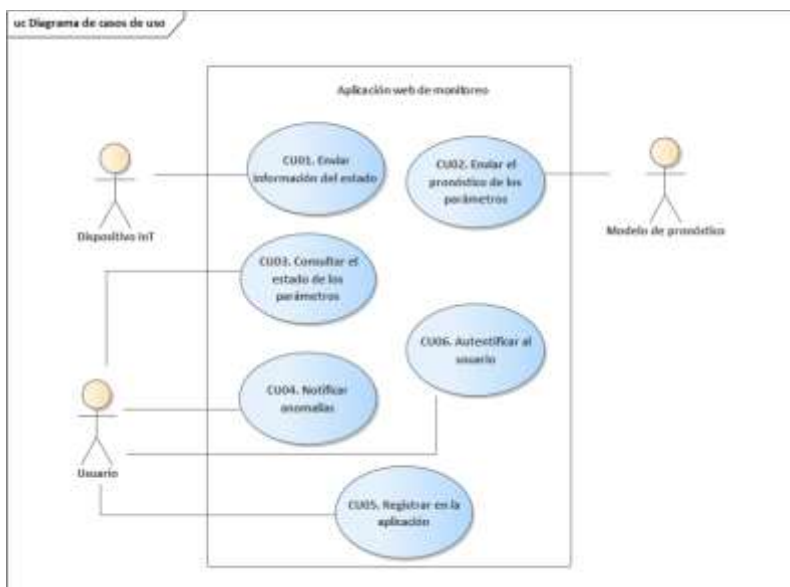 uc Diagrama de casos de uso
Aplicación web de monitoreo
CU01. Enviar
información del estado
CU02. Enviar el
pronóstico de los
parámetros
Dispositivo IoT
Modelo de pronóstico
CU03. Consultar el
estado de los
parámetros
CU06. Autentificar al
usuario
CU04. Notificar
anomalías
Usuario
CU05. Registrar en la
aplicación